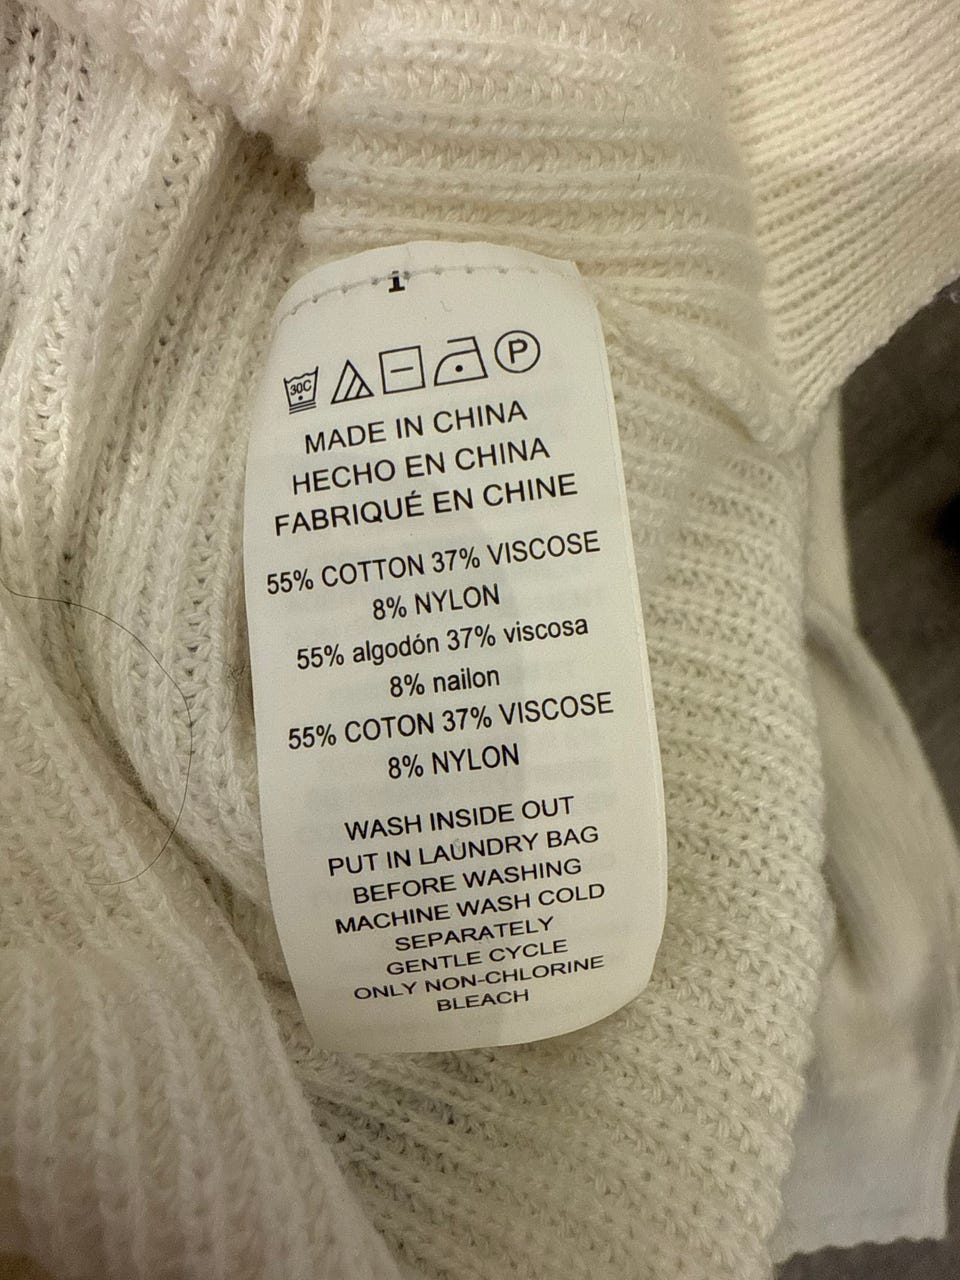 1
30C
P
MADE IN CHINA
HECHO EN CHINA
FABRIQUÉ EN CHINE
55% COTTON 37% VISCOSE
8% NYLON
55% algodón 37% viscosa
8% nailon
55% COTON 37% VISCOSE
8% NYLON
WASH INSIDE OUT
PUT IN LAUNDRY BAG
BEFORE WASHING
MACHINE WASH COLD
SEPARATELY
GENTLE CYCLE
ONLY NON-CHLORINE
BLEACH